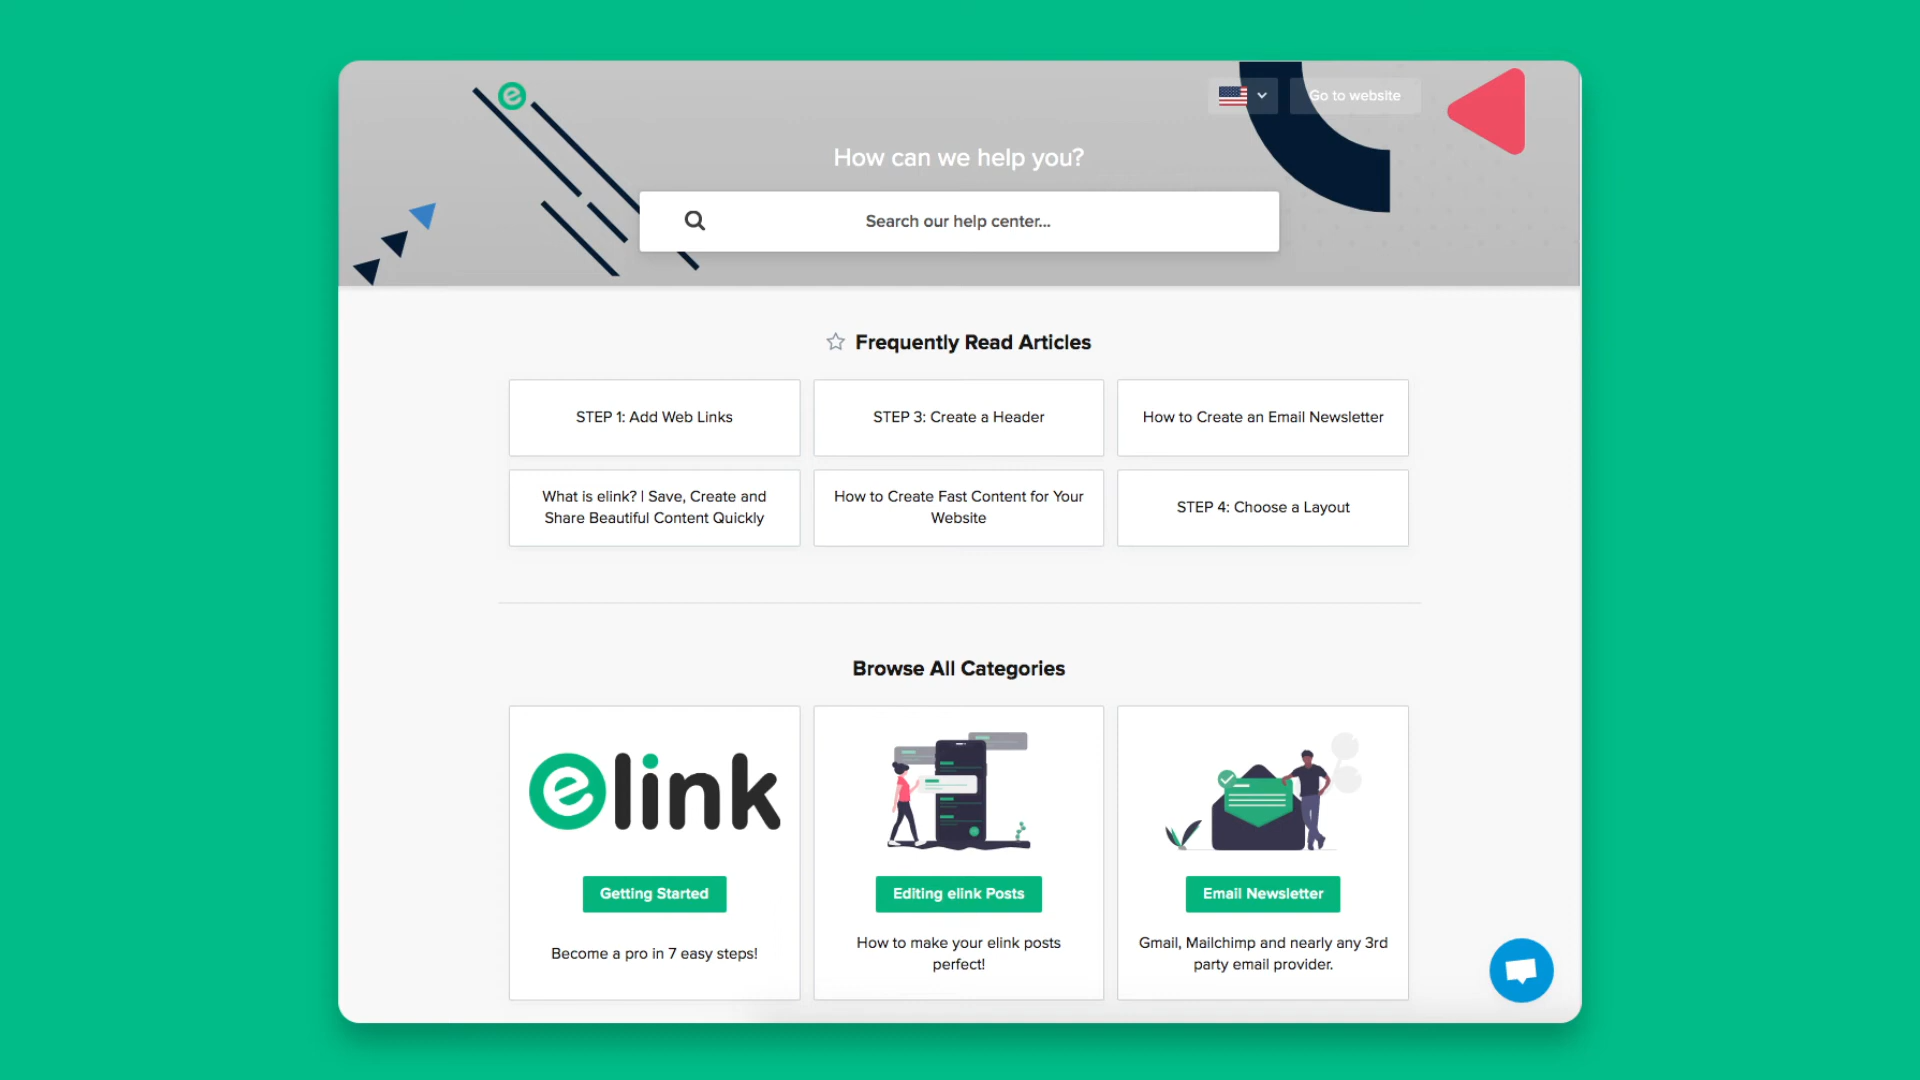 e
Go to website
How can we help you?
Search our help center...
Frequently Read Articles
STEP 1: Add Web Links
STEP 3: Create a Header
How to Create an Email Newsletter
What is elink? | Save, Create and
Share Beautiful Content Quickly
How to Create Fast Content for Your
Website
STEP 4: Choose a Layout
Browse All Categories
elink
Getting Started
Become a pro in 7 easy steps!
Editing elink Posts
How to make your elink posts
perfect!
Email Newsletter
Gmail, Mailchimp and nearly any 3rd
party email provider.